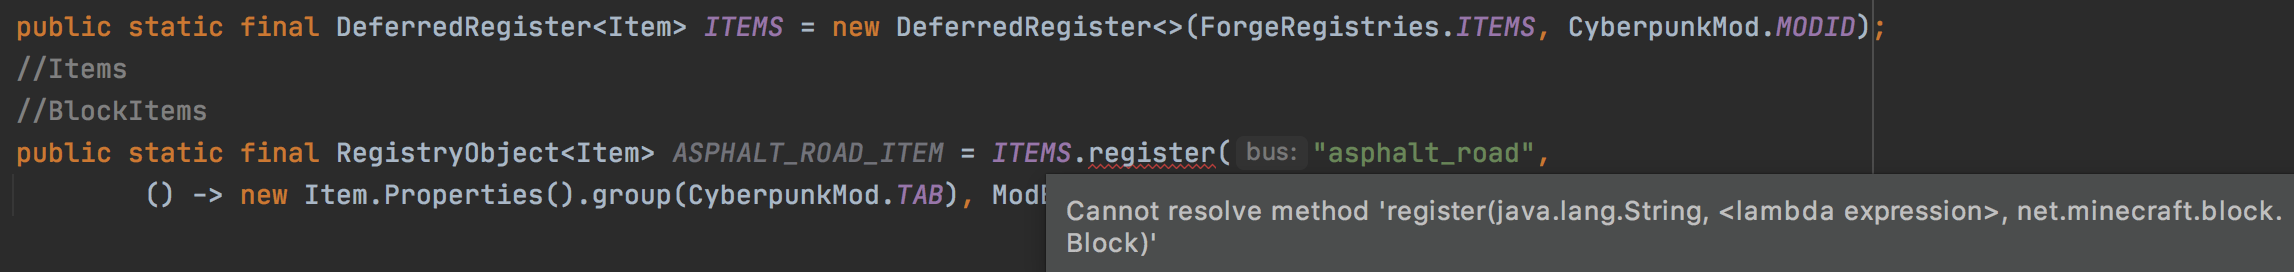 public static final DeferredRegister<Item> ITEMS = new DeferredRegister<>(ForgeRegistries.ITEMS, CyberpunkMod.MODID);
//Items
//BlockItems
public static final RegistryObject<Item> ASPHALT_ROAD_ITEM = ITEMS.register( bus: "asphalt_road",
() -> new Item.Properties().group(CyberpunkMod.TAB),
Cannot resolve method 'register(java.lang.String, <lambda expression>, net.minecraft.block.
Block)'